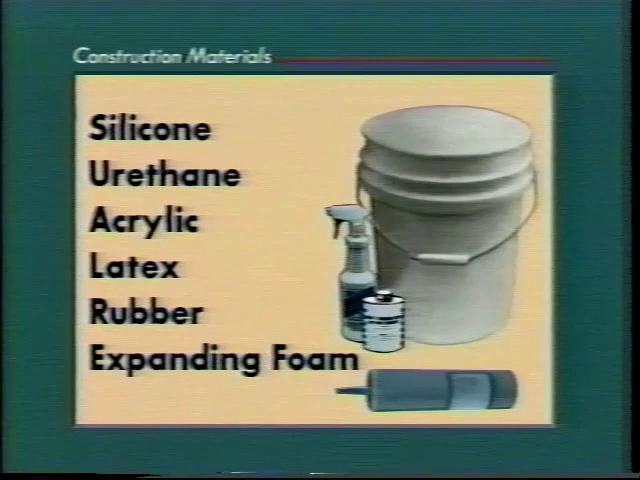 Construction Materials
Silicone
Urethane
Acrylic
Latex
Rubber
Expanding Foam